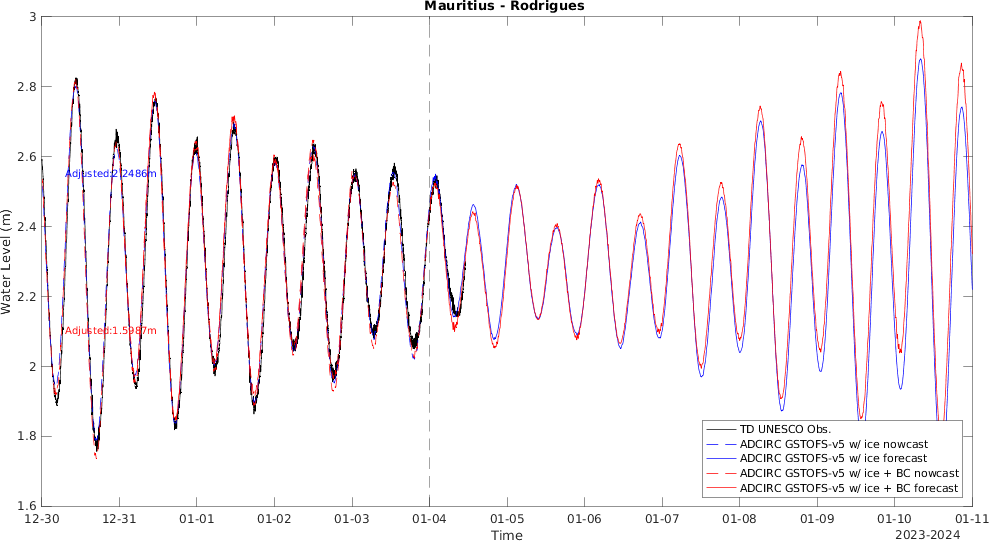 Mauritius - Rodrigues
Water Level (m)
3
2.8
2.6
2.4
2.2
2
1.8
1.6
Adjusted:2.2486m
Adjusted:1.5987m
TD UNESCO Obs.
ADCIRC GSTOFS-v5 w/ ice nowcast
ADCIRC GSTOFS-v5 w/ ice forecast
ADCIRC GSTOFS-v5 w/ ice + BC nowcast
ADCIRC GSTOFS-v5 w/ ice + BC forecast
12-30 12-31 01-01 01-02 01-03 01-04 01-05 01-06 01-07 01-08 01-09 01-10 01-11
Time
2023-2024